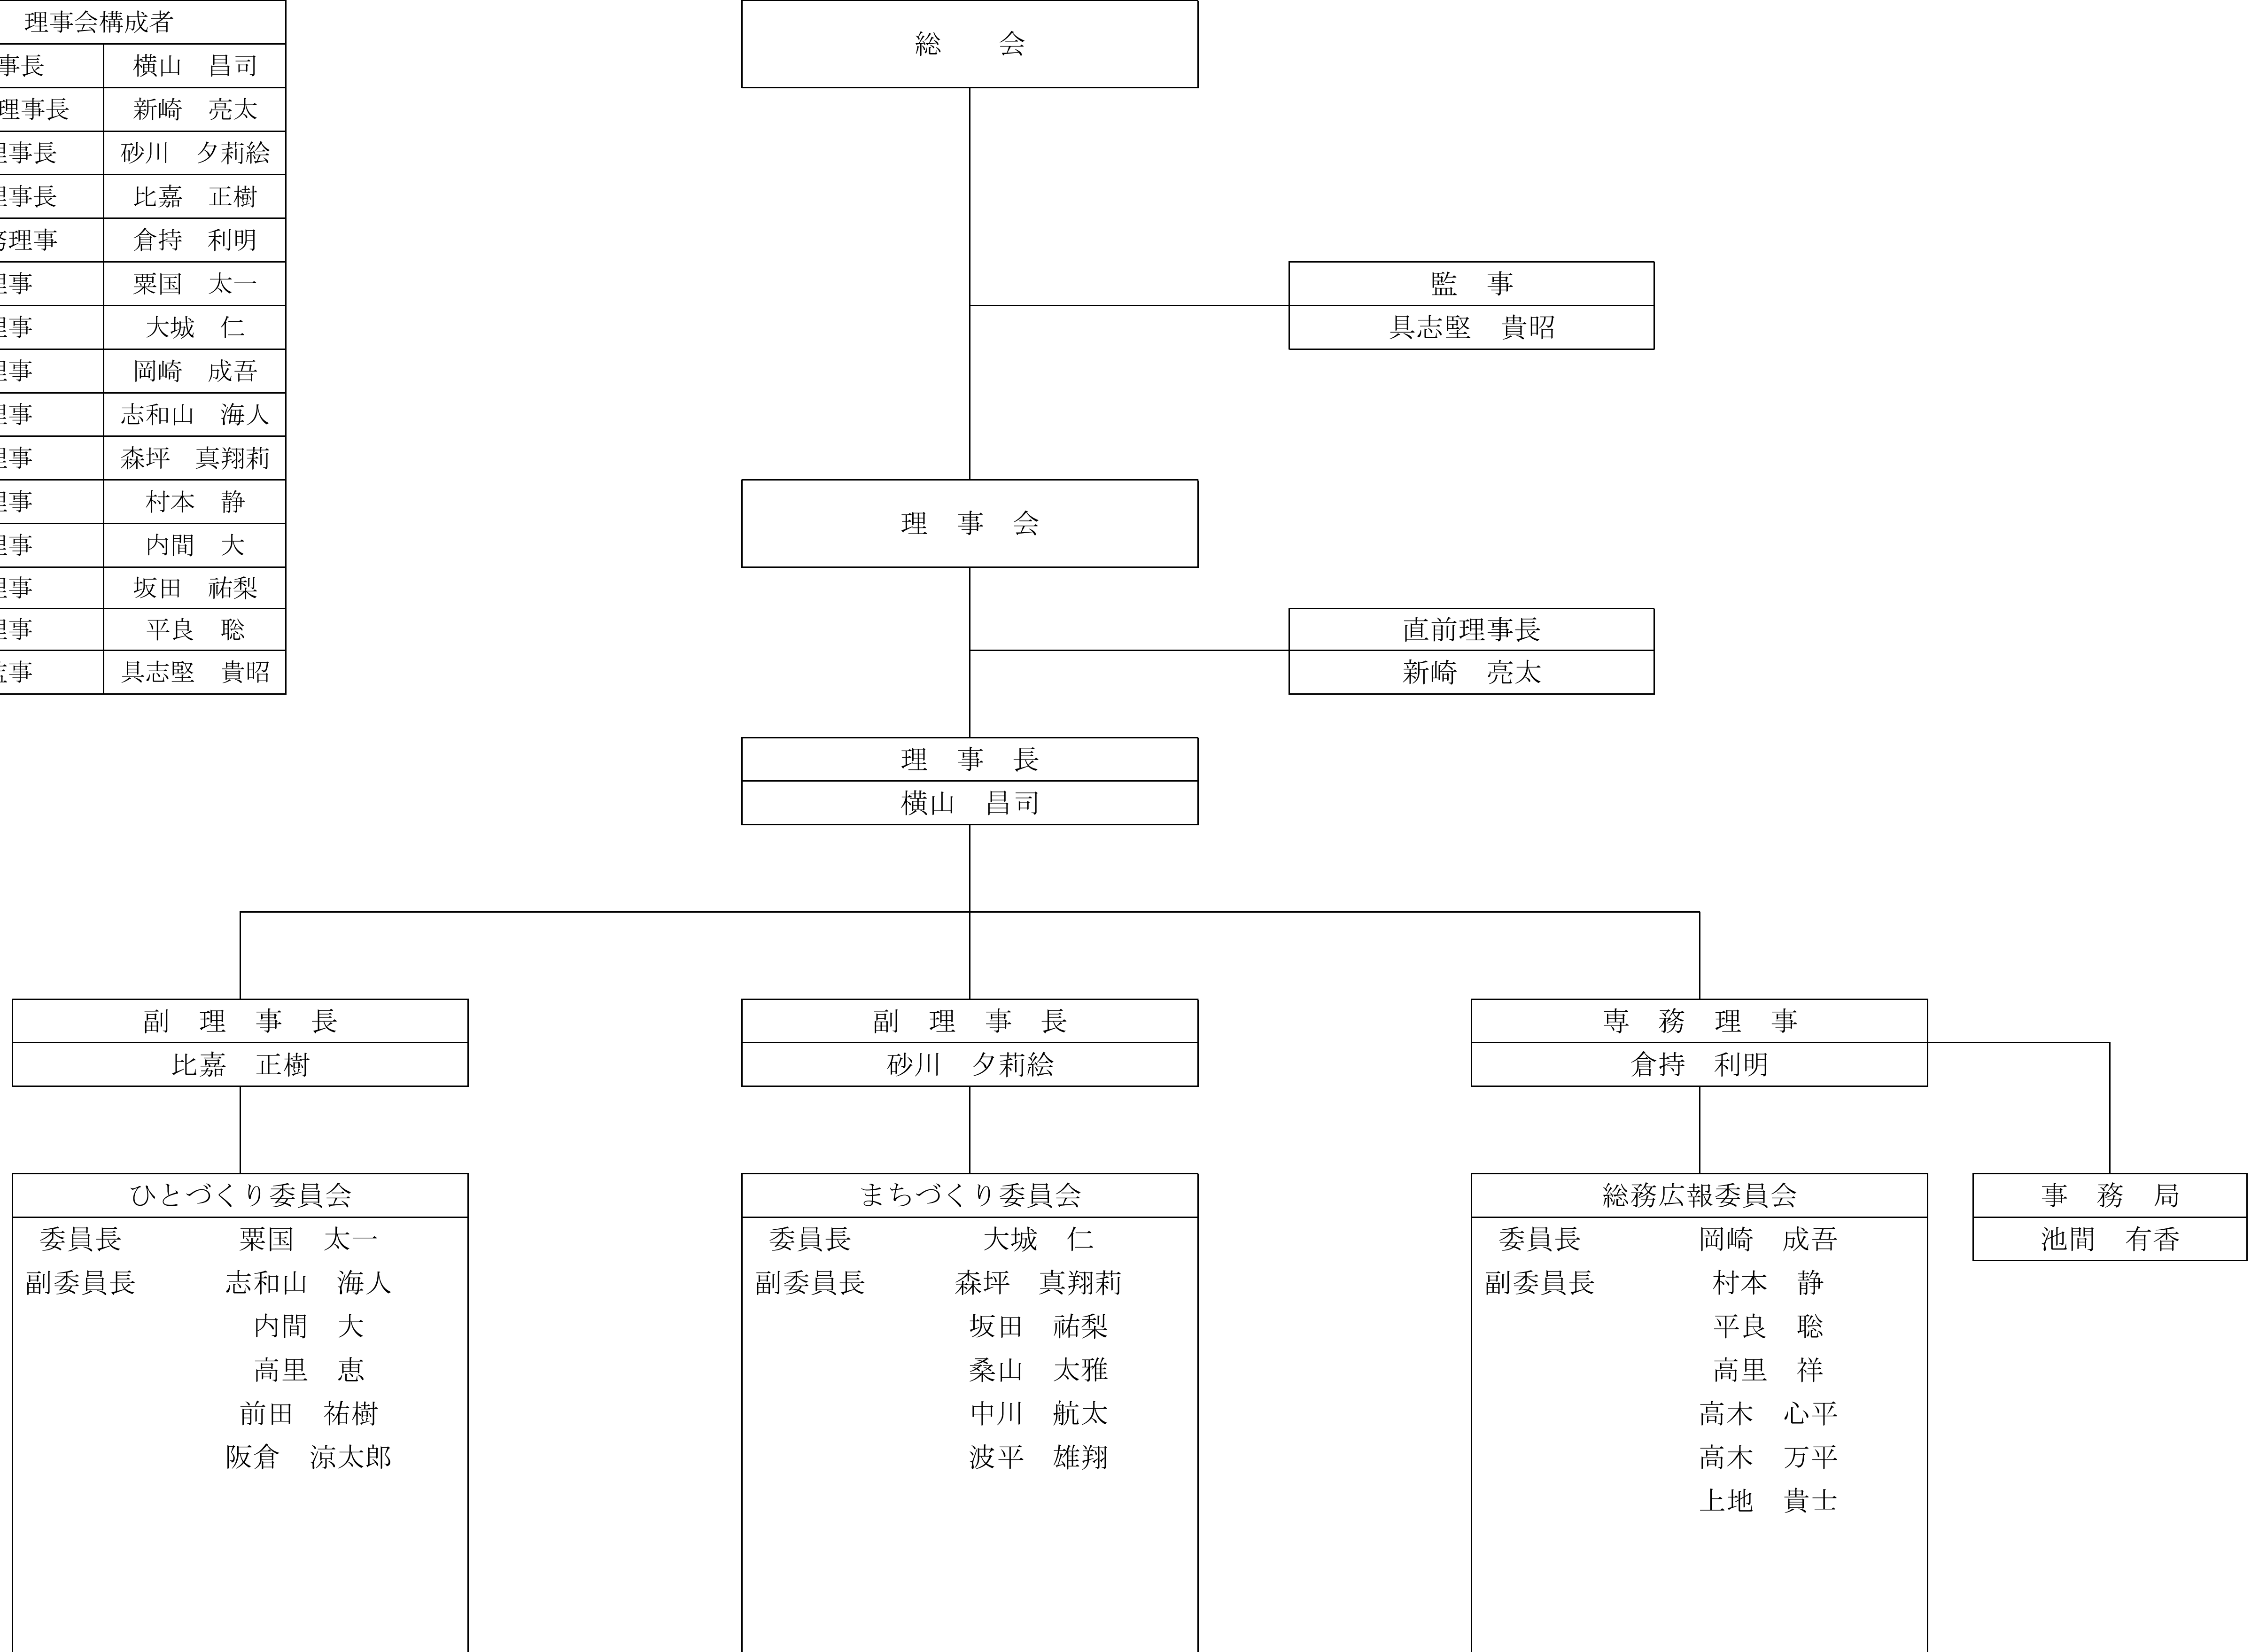 理事会構成者
事長 横山　昌司
理事長 新崎　亮太
理事長 砂川　夕莉絵
理事長 比嘉　正樹
務理事 倉持　利明
理事 粟国　太一
理事 大城　仁
理事 岡崎　成吾
理事 志和山　海人
理事 森坪　真翔莉
理事 村本　静
理事 内間　大
理事 坂田　祐梨
理事 平良　聡
監事 具志堅　貴昭
総　　会
監　事
具志堅　貴昭
理　事　会
直前理事長
新崎　亮太
理　事　長
横山　昌司
副　理　事　長
比嘉　正樹
副　理　事　長
砂川　夕莉絵
専　務　理　事
倉持　利明
ひとづくり委員会
委員長 粟国　太一
副委員長 志和山　海人
内間　大
高里　恵
前田　祐樹
阪倉　涼太郎
まちづくり委員会
委員長 大城　仁
副委員長 森坪　真翔莉
坂田　祐梨
桑山　太雅
中川　航太
波平　雄翔
総務広報委員会
委員長 岡崎　成吾
副委員長 村本　静
平良　聡
高里　祥
高木　心平
高木　万平
上地　貴士
事　務　局
池間　有香